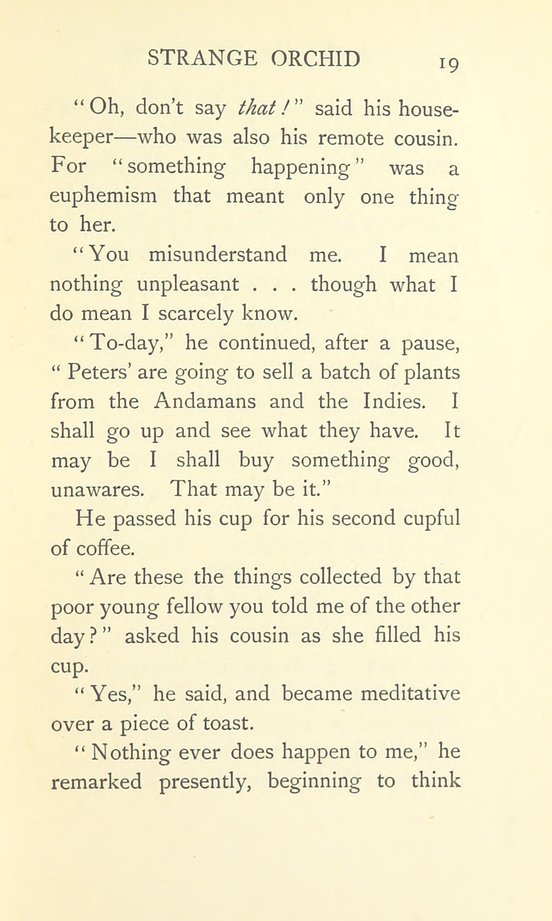 STRANGE ORCHID 19
“Oh, don’t say that!” said his house-
keeper—who was also his remote cousin.
For “something happening” was a
euphemism that meant only one thing
to her.
“You misunderstand me. I mean
nothing unpleasant . . . though what I
do mean I scarcely know.
“To-day,” he continued, after a pause,
“Peters’ are going to sell a batch of plants
from the Andamans and the Indies. I
shall go up and see what they have. It
may be I shall buy something good,
unawares. That may be it.”
He passed his cup for his second cupful
of coffee.
“Are these the things collected by that
poor young fellow you told me of the other
day?” asked his cousin as she filled his
cup.
“Yes,” he said, and became meditative
over a piece of toast.
“Nothing ever does happen to me,” he
remarked presently, beginning to think